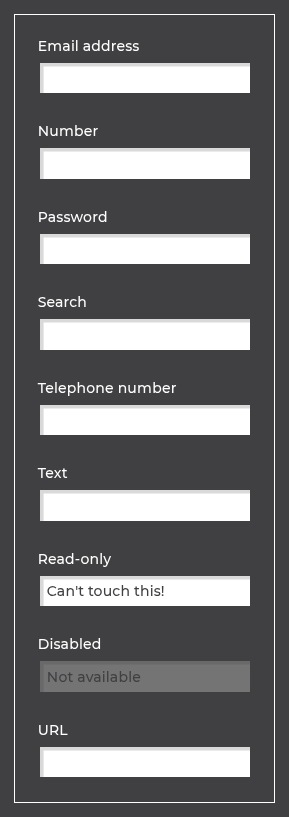 Email address
Number
Password
Search
Telephone number
Text
Read-only
Can't touch this!
Disabled
Not available
URL